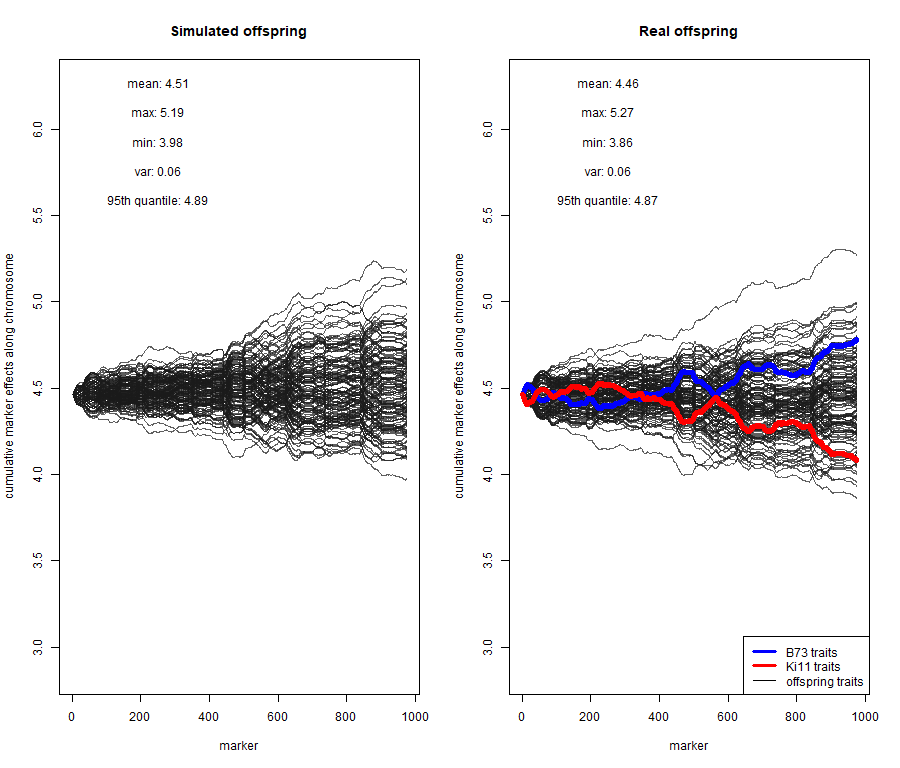 Simulated offspring
mean: 4.51
max: 5.19
min: 3.98
var: 0.06
95th quantile: 4.89
cumulative marker effects along chromosome
6.0
5.5
5.0
4.5
4.0
3.5
3.0
0 200 400 600 800 1000
marker
Real offspring
mean: 4.46
max: 5.27
min: 3.86
var: 0.06
95th quantile: 4.87
cumulative marker effects along chromosome
6.0
5.5
5.0
4.5
4.0
3.5
3.0
B73 traits
Ki11 traits
offspring traits
0 200 400 600 800 1000
marker